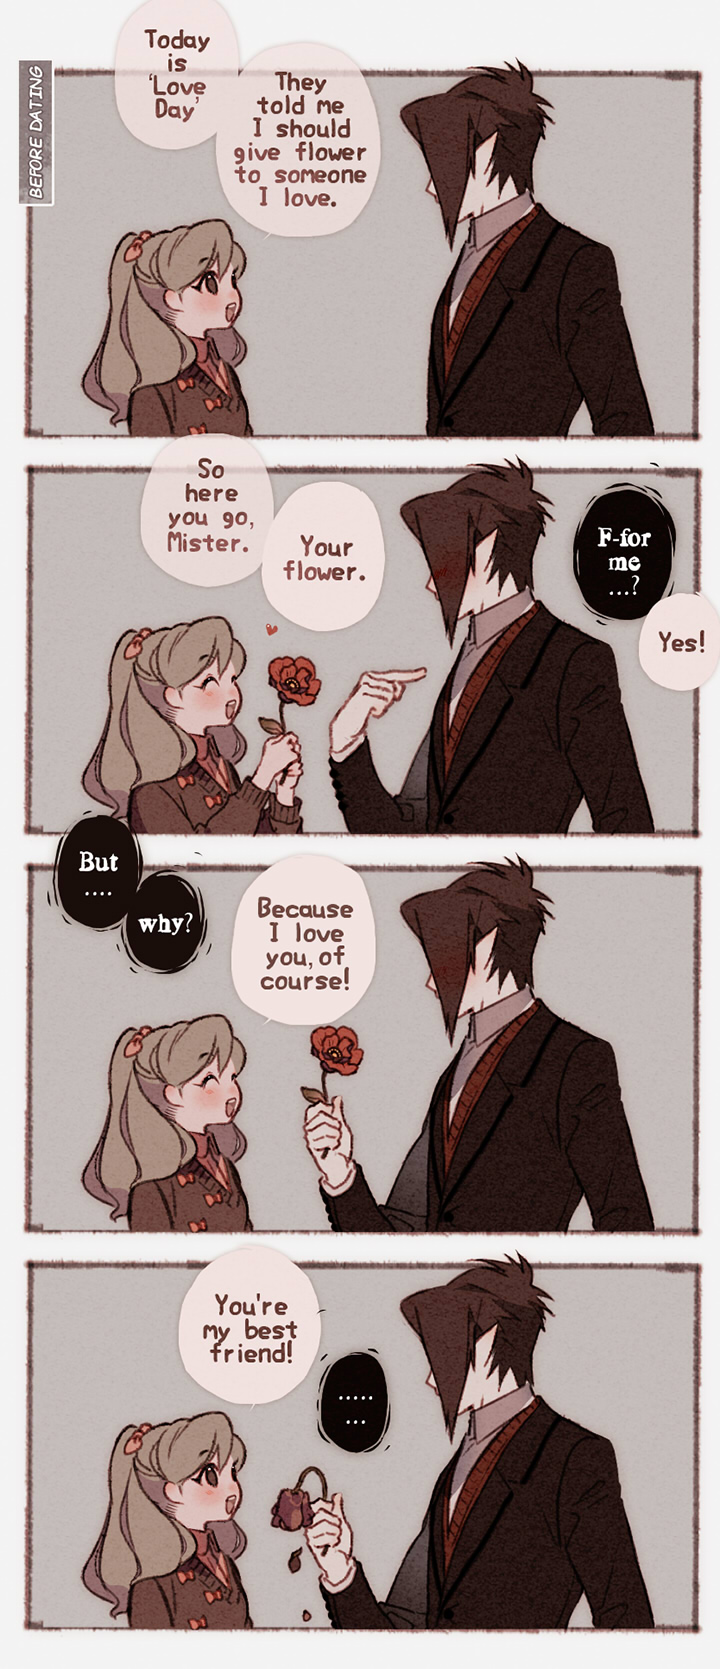 BEFORE DATING
Today
is
'Love
Day'
They
told me
I should
give flower
to someone
I love.
So
here
you go,
Mister.
Your
flower.
F-for
me
...?
Yes!
But
....
why?
Because
I love
you, of
course!
You're
my best
friend!
.....
...